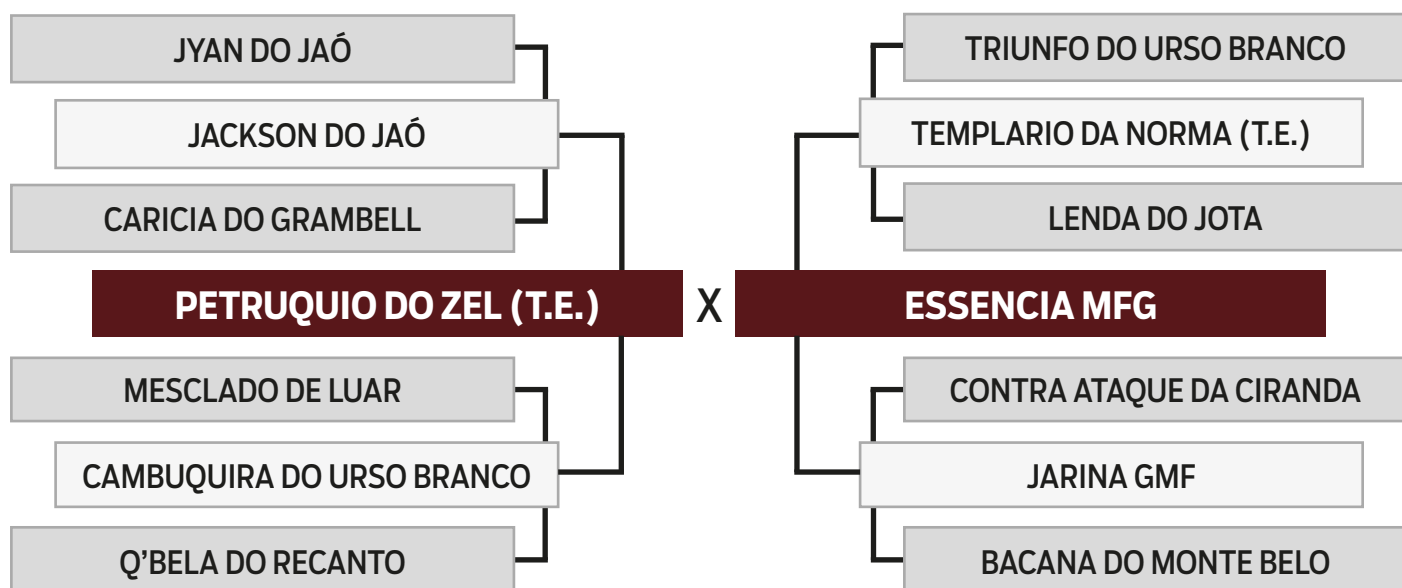 JYAN DO JAÓ
JACKSON DO JAÓ
CARICIA DO GRAMBELL
PETRUQUIO DO ZEL (T.E.)
MESCLADO DE LUAR
CAMBUQUIRA DO URSO BRANCO
Q’BELA DO RECANTO
X
TRIUNFO DO URSO BRANCO
TEMPLARIO DA NORMA (T.E.)
LENDA DO JOTA
ESSENCIA MFG
CONTRA ATAQUE DA CIRANDA
JARINA GMF
BACANA DO MONTE BELO